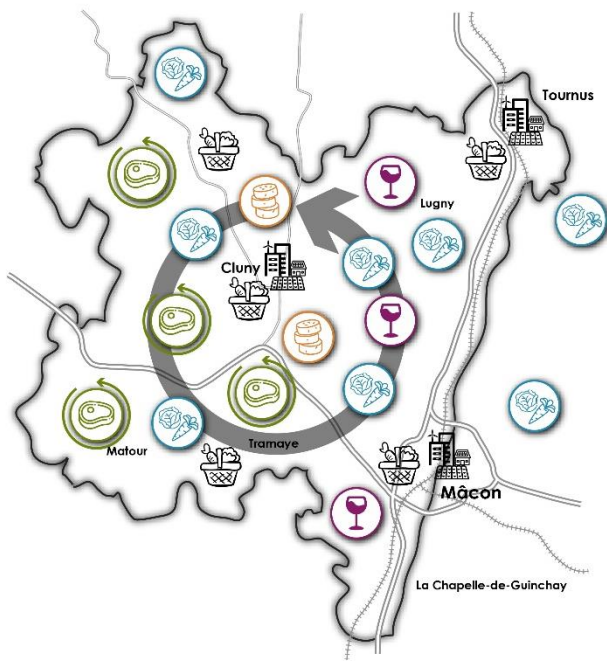 Tournus
Lugny
Cluny
Matour
Tramaye
Mâcon
La Chapelle-de-Guinchay